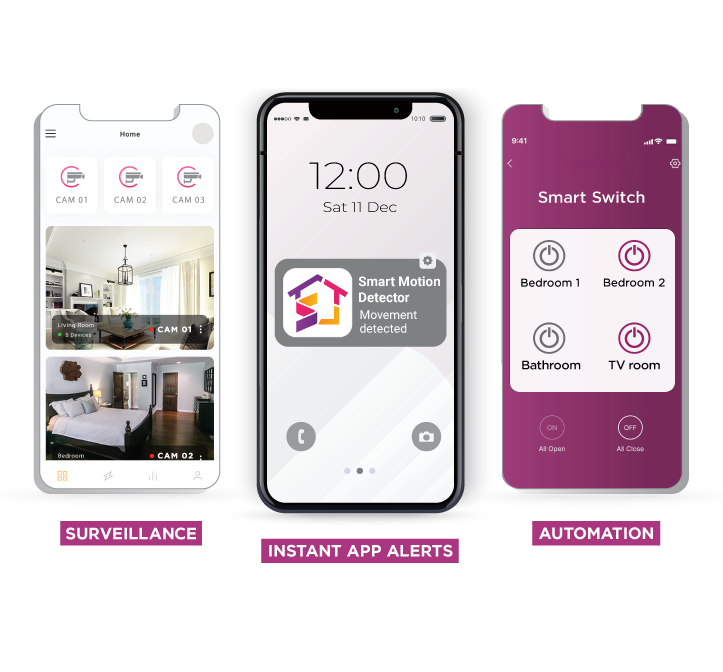 Home
CAM 01
CAM 02
CAM 03
Living Room
5 Devices
CAM 01
Bedroom
CAM 02
SURVEILLANCE
10:10
12:00
Sat 11 Dec
Smart Motion
Detector
Movement
detected
INSTANT APP ALERTS
9:41
Smart Switch
Bedroom 1
Bedroom 2
Bathroom
TV room
ON
OFF
All Open
All Close
AUTOMATION